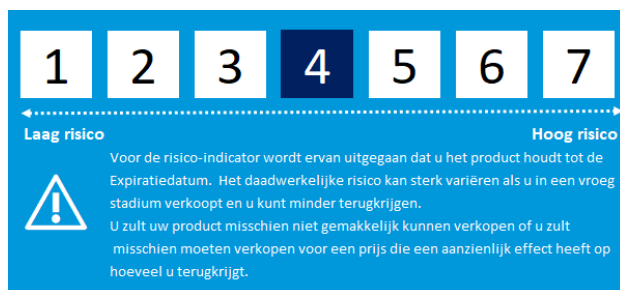 1 2 3 4 5 6 7
Laag risico Hoog risico
Voor de risico-indicator wordt ervan uitgegaan dat u het product houdt tot de
Expiratiedatum. Het daadwerkelijke risico kan sterk variëren als u in een vroeg
stadium verkoopt en u kunt minder terugkrijgen.
U zult uw product misschien niet gemakkelijk kunnen verkopen of u zult
misschien moeten verkopen voor een prijs die een aanzienlijk effect heeft op
hoeveel u terugkrijgt.